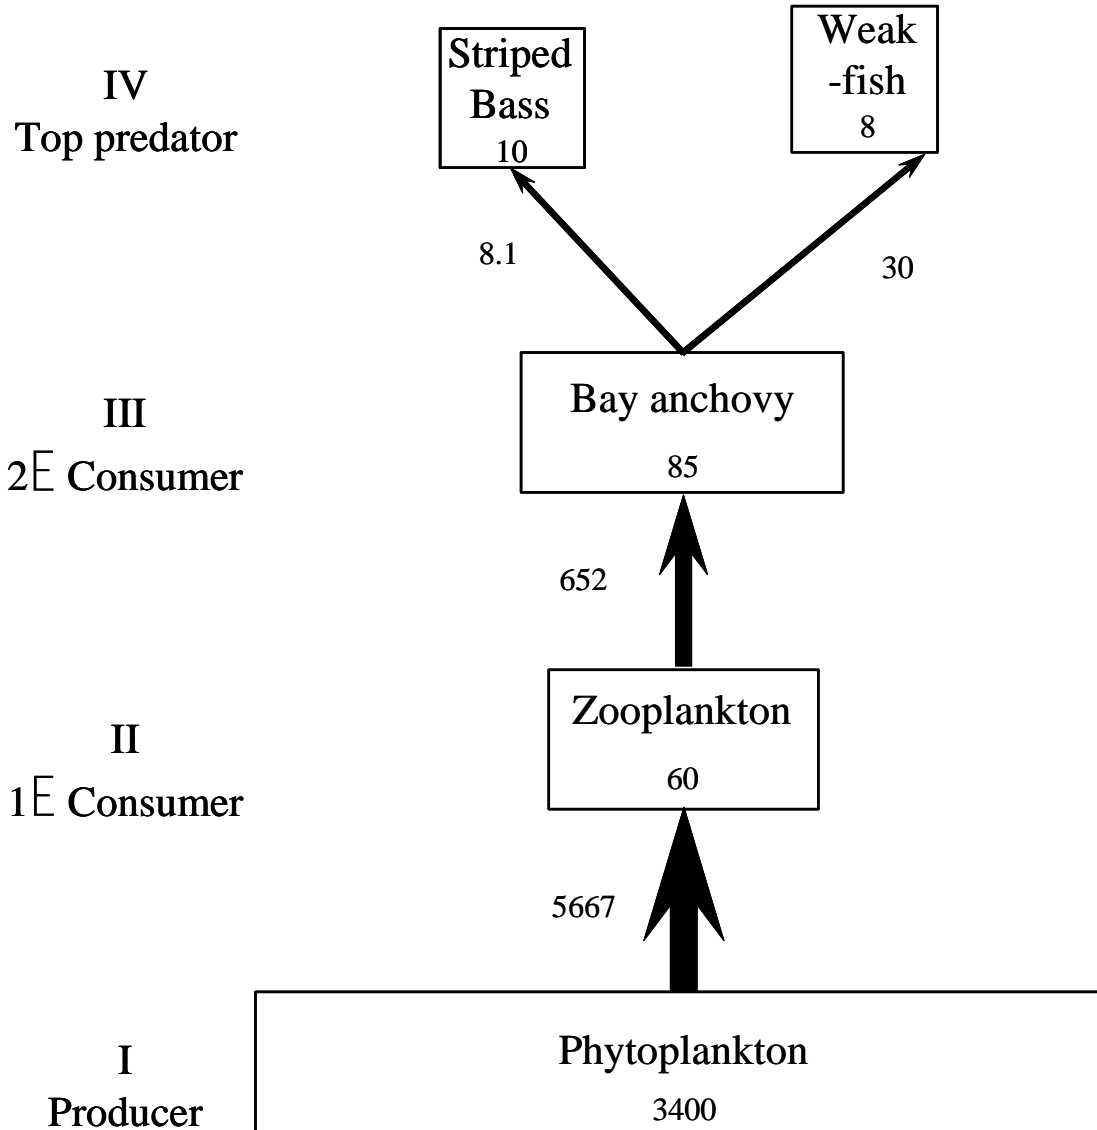 IV
Top predator
Striped
Bass
10
Weak
-fish
8
8.1
30
III
2E Consumer
Bay anchovy
85
652
II
1E Consumer
Zooplankton
60
5667
I
Producer
Phytoplankton
3400